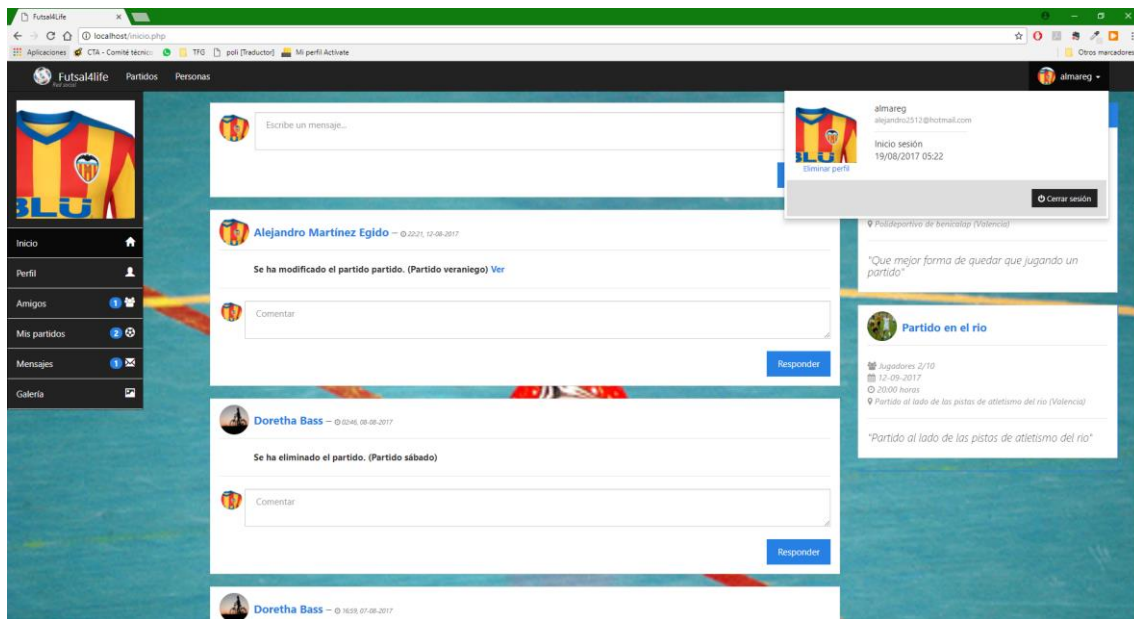 Futsal4Life
localhost/inicio.php
Aplicaciones CTA - Comité técnic TFG poli [Traductor] Mi perfil Actívate Otros marcadores
Futsal4life Partidos Personas almareg
Red social
BLU
Inicio
Perfil
Amigos 1
Mis partidos 2
Mensajes 1
Galería
Escribe un mensaje...
almareg
alejandro2512@hotmail.com
Inicio sesión
19/08/2017 05:22
BLU
Eliminar perfil
Cerrar sesión
Alejandro Martínez Egido – 22:21, 12-08-2017
Se ha modificado el partido partido. (Partido veraniego) Ver
Comentar
Responder
Doretha Bass – 02:46, 08-08-2017
Se ha eliminado el partido. (Partido sábado)
Comentar
Responder
Doretha Bass – 16:59, 07-08-2017
Polideportivo de benicalap (Valencia)
"Que mejor forma de quedar que jugando un
partido"
Partido en el rio
Jugadores 2/10
12-09-2017
20:00 horas
Partido al lado de las pistas de atletismo del rio (Valencia)
"Partido al lado de las pistas de atletismo del rio"